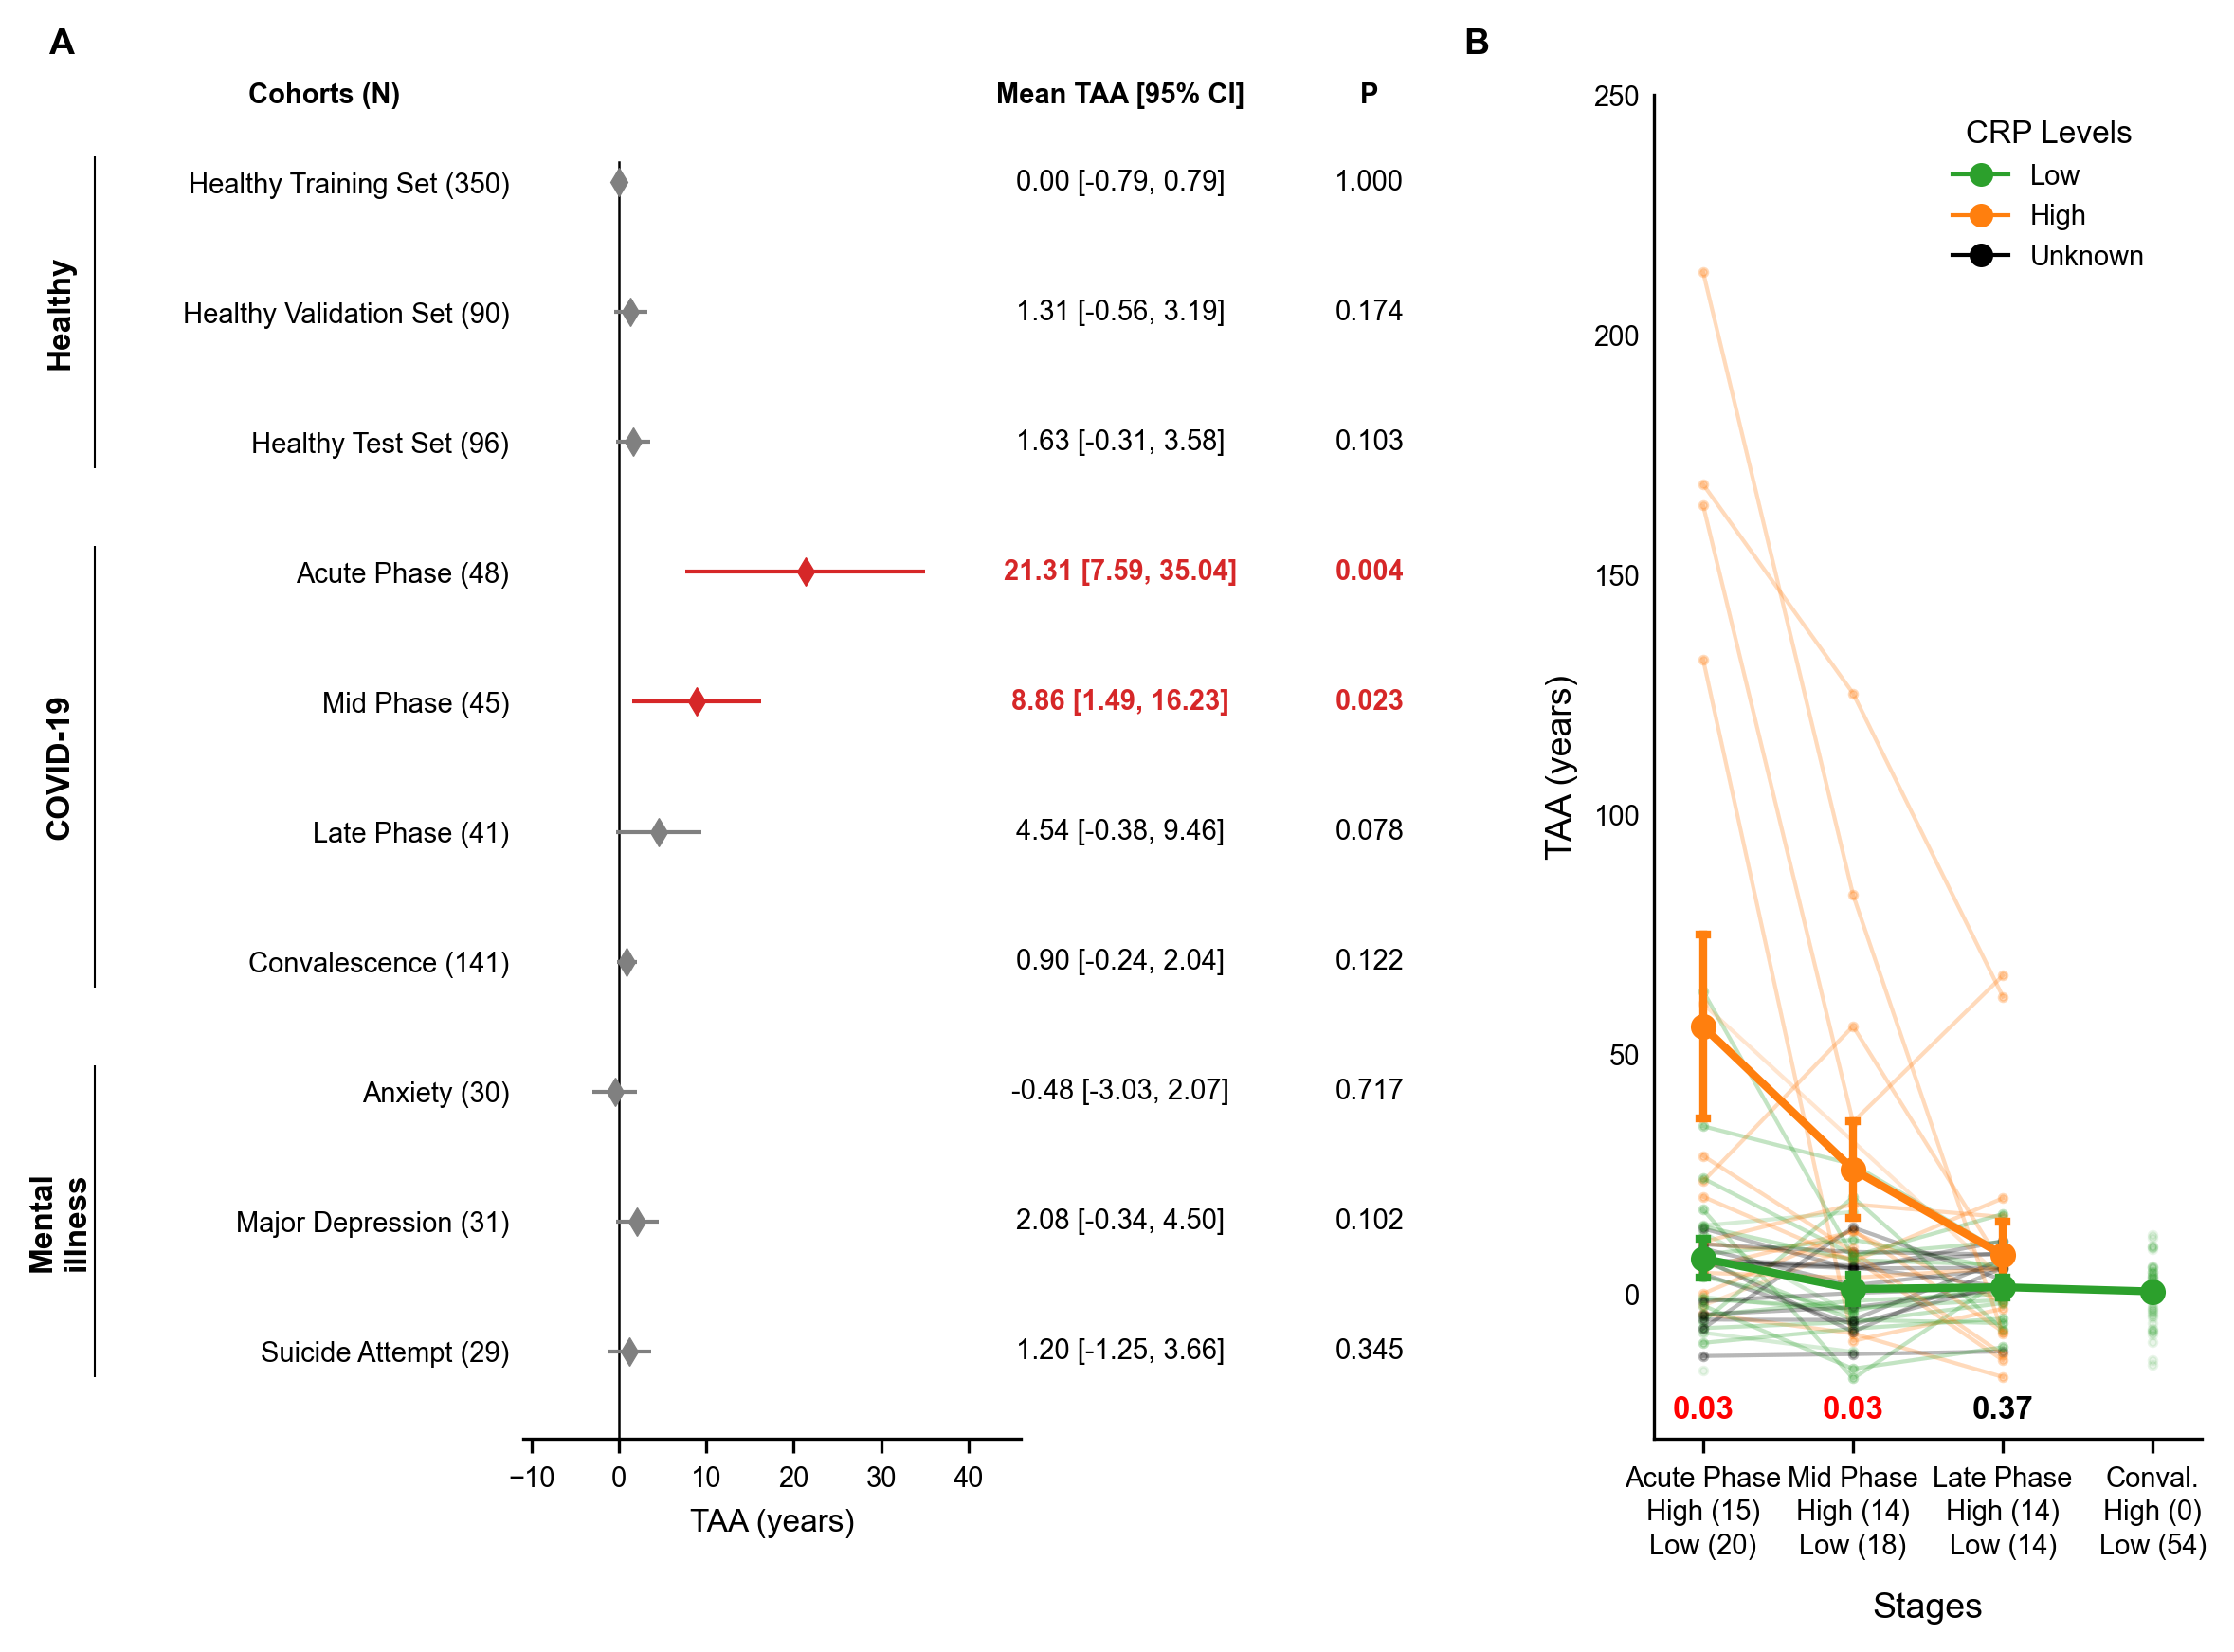 A
Cohorts (N)
Mean TAA [95% CI]
P
Healthy
Healthy Training Set (350)
0.00 [-0.79, 0.79]
1.000
Healthy Validation Set (90)
1.31 [-0.56, 3.19]
0.174
Healthy Test Set (96)
1.63 [-0.31, 3.58]
0.103
COVID-19
Acute Phase (48)
21.31 [7.59, 35.04]
0.004
Mid Phase (45)
8.86 [1.49, 16.23]
0.023
Late Phase (41)
4.54 [-0.38, 9.46]
0.078
Convalescence (141)
0.90 [-0.24, 2.04]
0.122
Mental
illness
Anxiety (30)
-0.48 [-3.03, 2.07]
0.717
Major Depression (31)
2.08 [-0.34, 4.50]
0.102
Suicide Attempt (29)
1.20 [-1.25, 3.66]
0.345
−10 0 10 20 30 40
TAA (years)
B
250
200
150
100
50
0
TAA (years)
CRP Levels
Low
High
Unknown
0.03 0.03 0.37
Acute Phase Mid Phase Late Phase Conval.
High (15) High (14) High (14) High (0)
Low (20) Low (18) Low (14) Low (54)
Stages